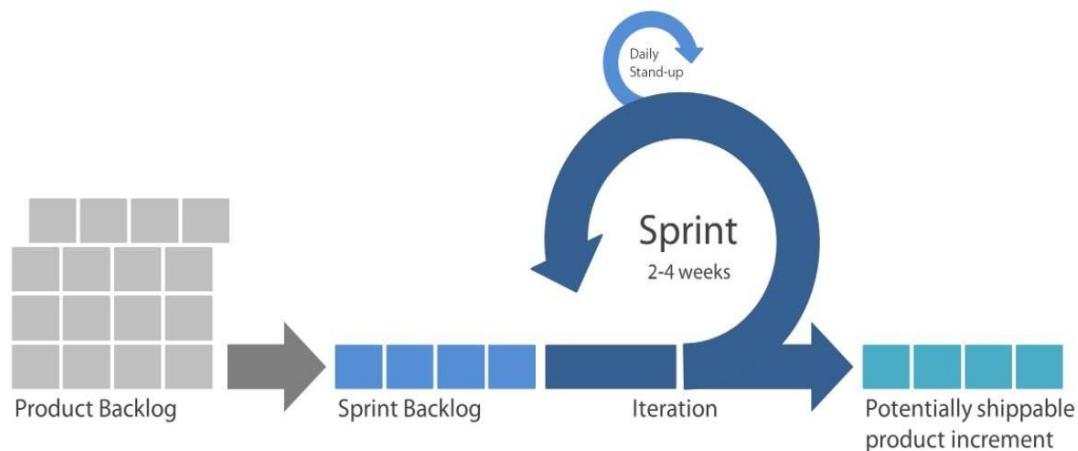 Daily
Stand-up
Sprint
2-4 weeks
Product Backlog
Sprint Backlog
Iteration
Potentially shippable
product increment